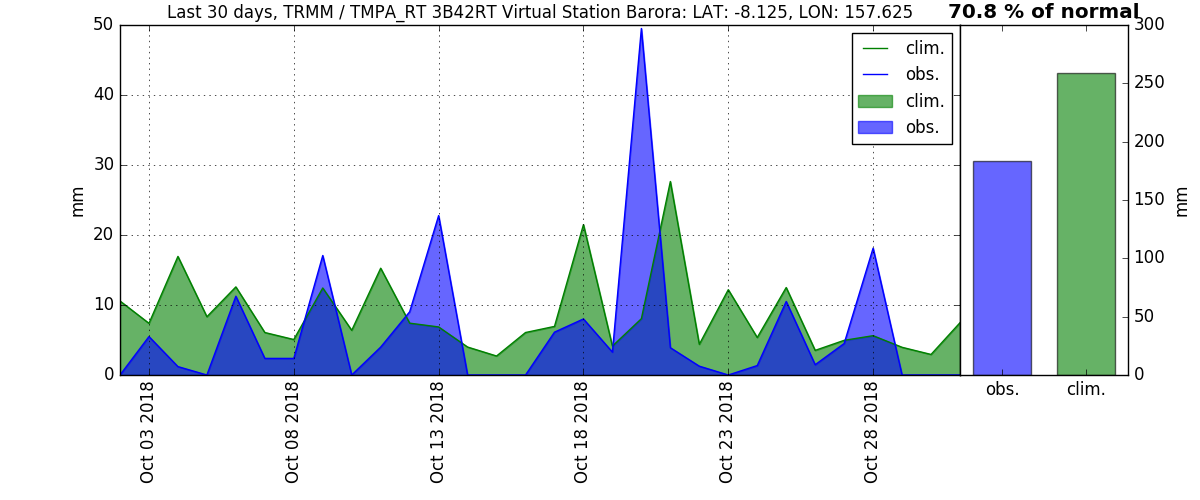 Last 30 days, TRMM / TMPA_RT 3B42RT Virtual Station Barora: LAT: -8.125, LON: 157.625
70.8 % of normal
50
40
30
20
10
0
mm
clim.
obs.
clim.
obs.
300
250
200
150
100
50
0
mm
Oct 03 2018
Oct 08 2018
Oct 13 2018
Oct 18 2018
Oct 23 2018
Oct 28 2018
obs.
clim.